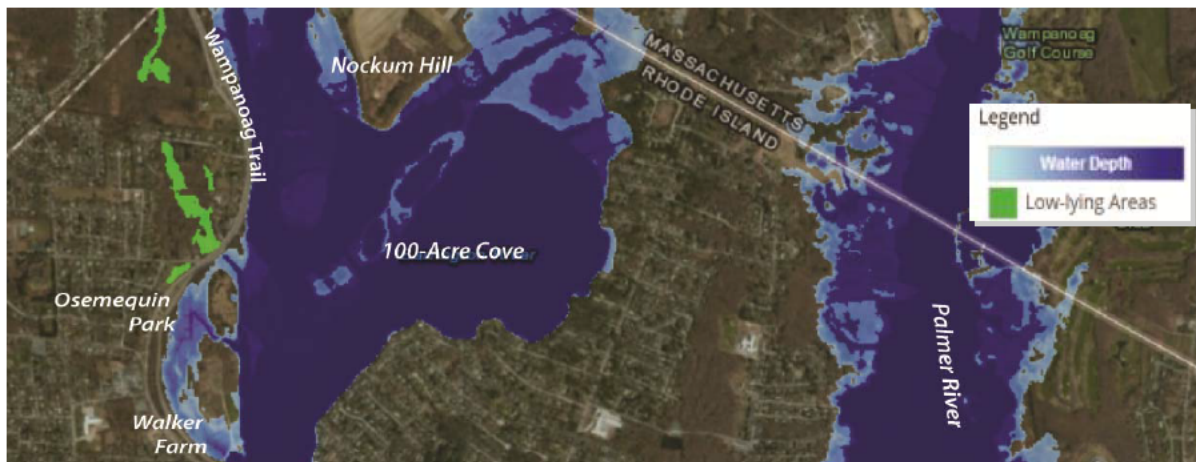 Wampanoag Trail
Nockum Hill
MASSACHUSETTS
RHODE ISLAND
Wampanoag
Golf Course
Legend
Water Depth
Low-lying Areas
100-Acre Cove
Osemequin
Park
Palmer River
Walker
Farm